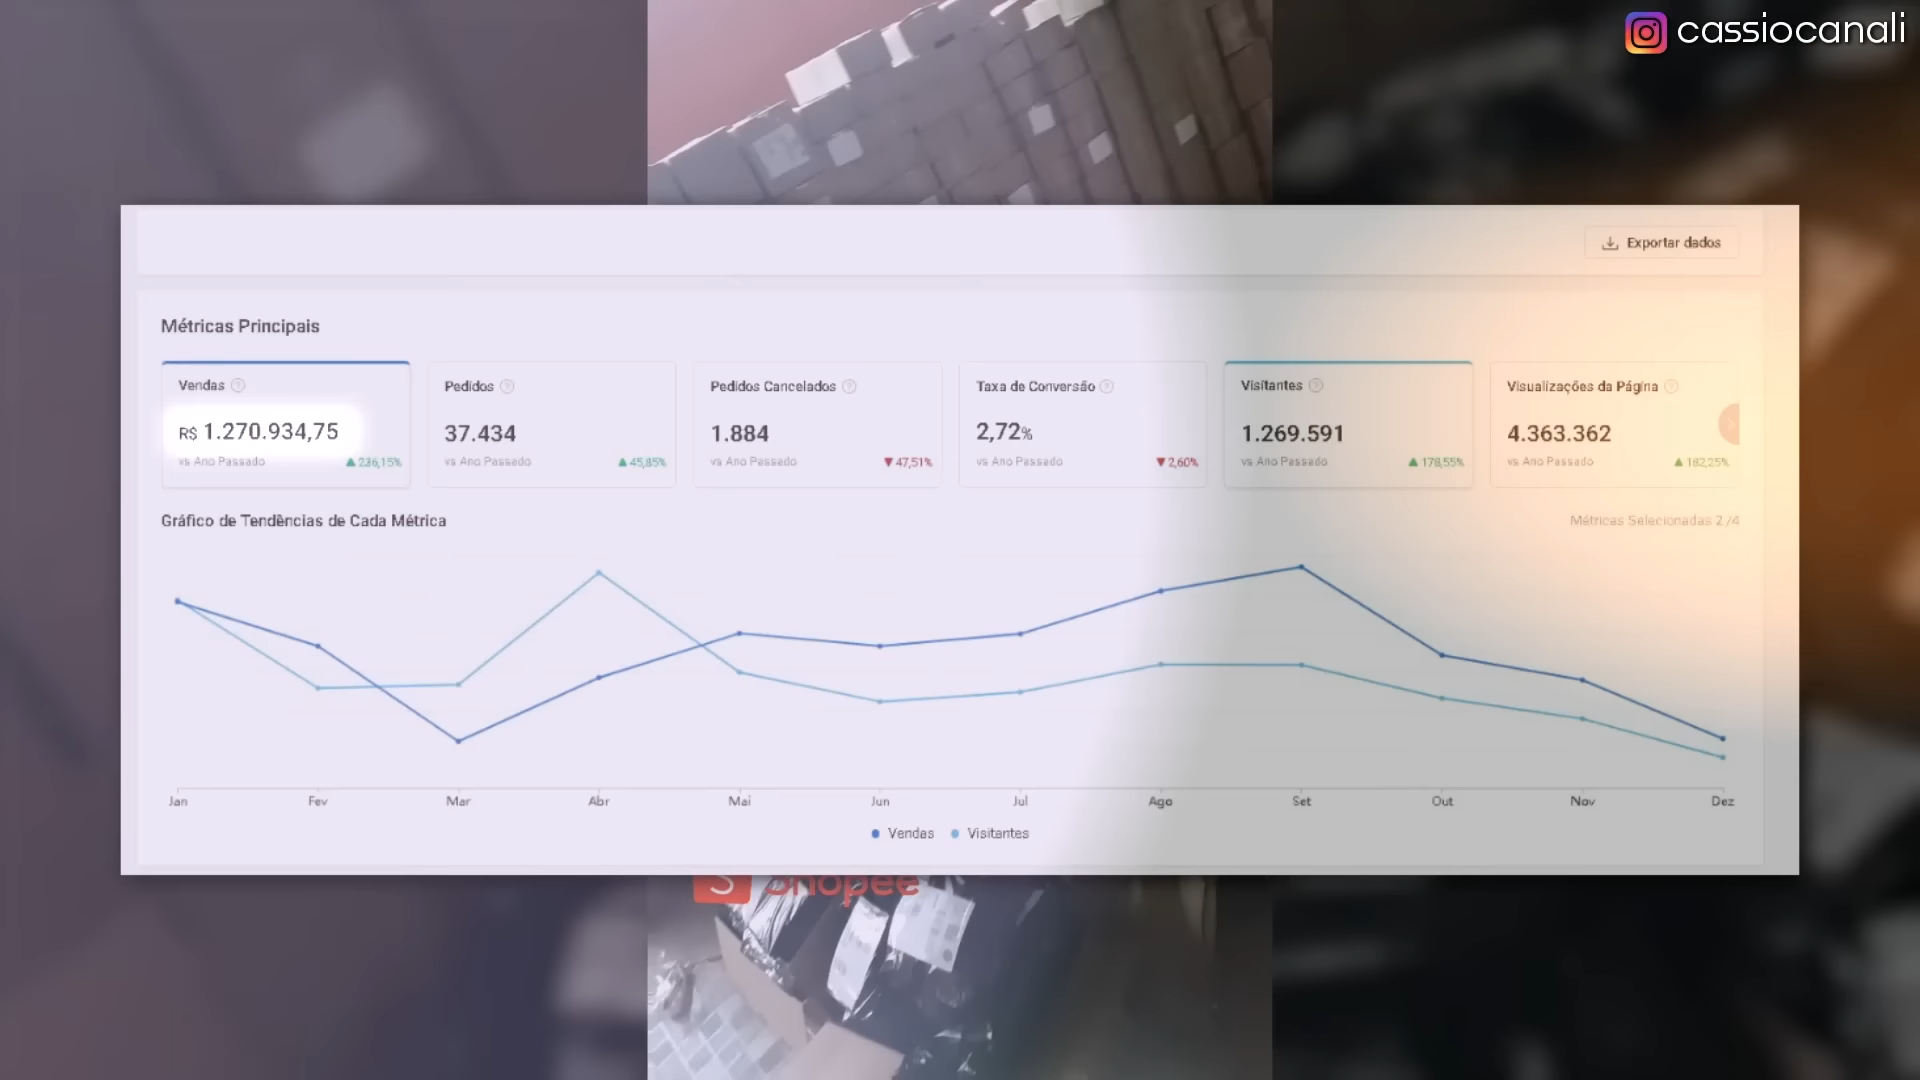 cassiocanali
Exportar dados
Métricas Principais
Vendas
R$ 1.270.934,75
vs Ano Passado
236,15%
Pedidos
37.434
vs Ano Passado
45,85%
Pedidos Cancelados
1.884
vs Ano Passado
47,51%
Taxa de Conversão
2,72%
vs Ano Passado
2,60%
Visitantes
1.269.591
vs Ano Passado
178,55%
Visualizações da Página
4.363.362
vs Ano Passado
182,25%
Gráfico de Tendências de Cada Métrica
Métricas Selecionadas 2 /4
Jan
Fev
Mar
Abr
Mai
Jun
Jul
Ago
Set
Out
Nov
Dez
Vendas
Visitantes
Shopee